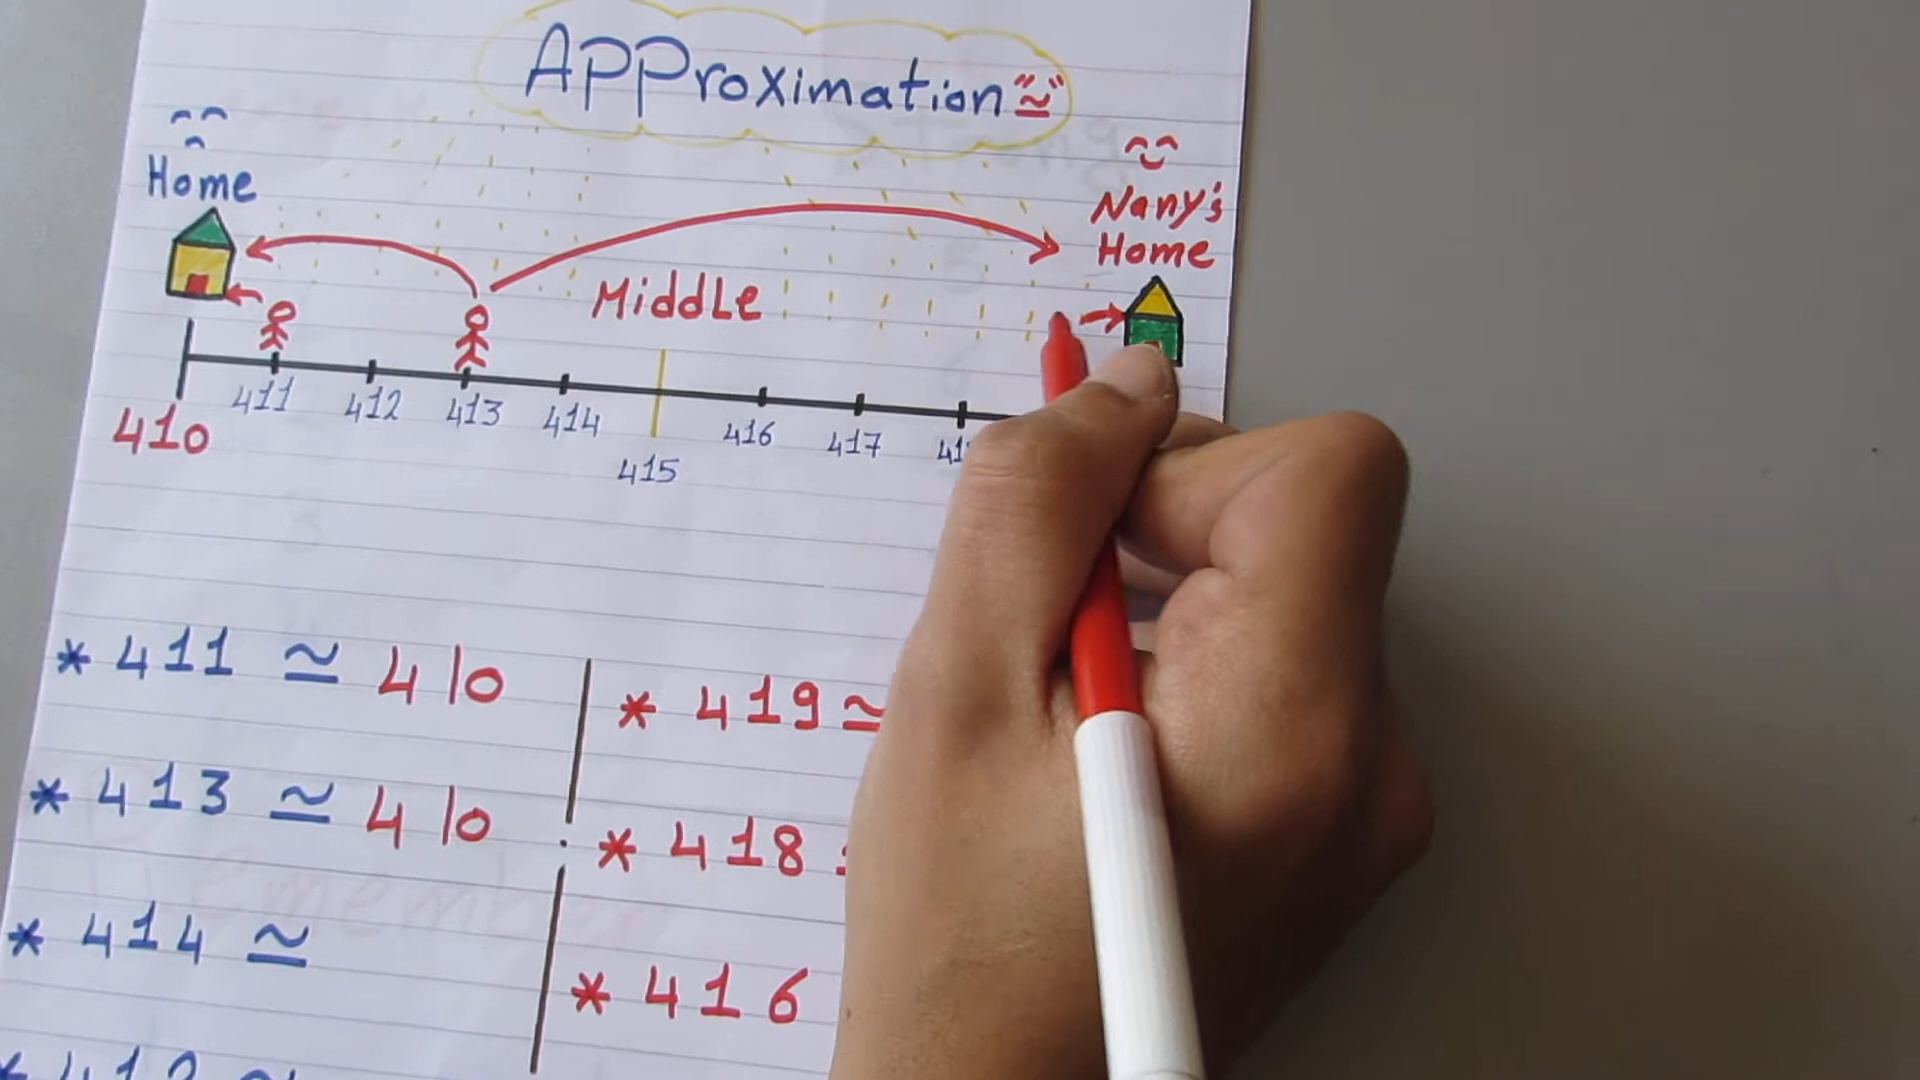 APProximation "≃"
Home
Nany's
Home
Middle
410
411
412
413
414
415
416
417
* 411 ≃ 410
* 413 ≃ 410
* 414 ≃
* 419 ≃
* 418
* 416